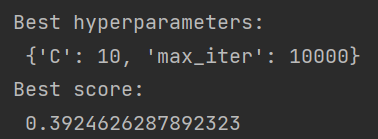 Best hyperparameters:
{'C': 10, 'max_iter': 10000}
Best score:
0.3924626287892323